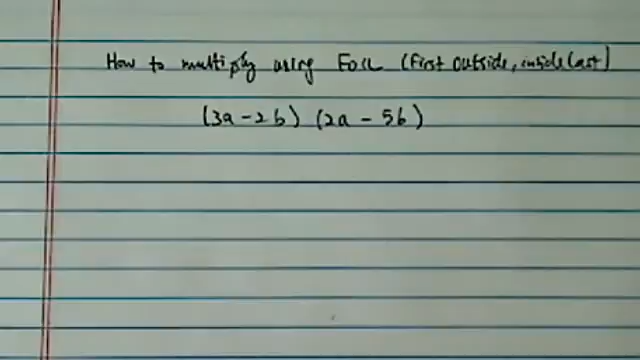 How to multiply using FOIL (First outside, inside Last)
(3a - 2b) (2a - 5b)